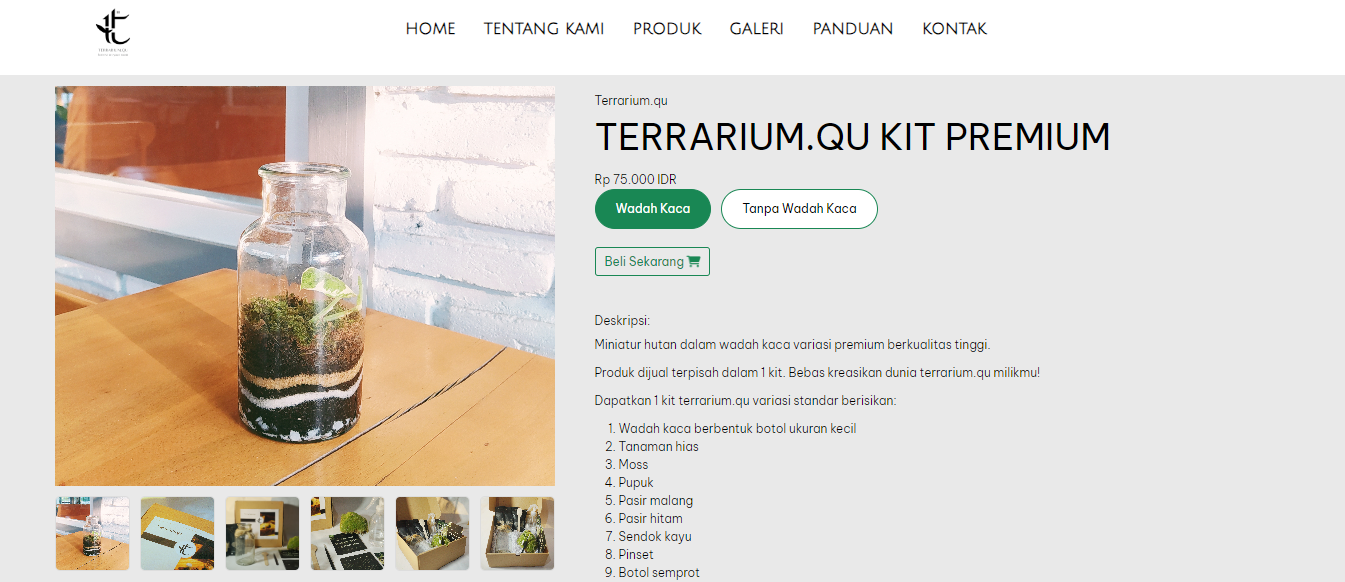 HOME TENTANG KAMI PRODUK GALERI PANDUAN KONTAK
Terrarium.qu
TERRARIUM.QU KIT PREMIUM
Rp 75.000 IDR
Wadah Kaca Tanpa Wadah Kaca
Beli Sekarang
Deskripsi:
Miniatur hutan dalam wadah kaca variasi premium berkualitas tinggi.
Produk dijual terpisah dalam 1 kit. Bebas kreasikan dunia terrarium.qu milikmu!
Dapatkan 1 kit terrarium.qu variasi standar berisikan:
1. Wadah kaca berbentuk botol ukuran kecil
2. Tanaman hias
3. Moss
4. Pupuk
5. Pasir malang
6. Pasir hitam
7. Sendok kayu
8. Pinset
9. Botol semprot